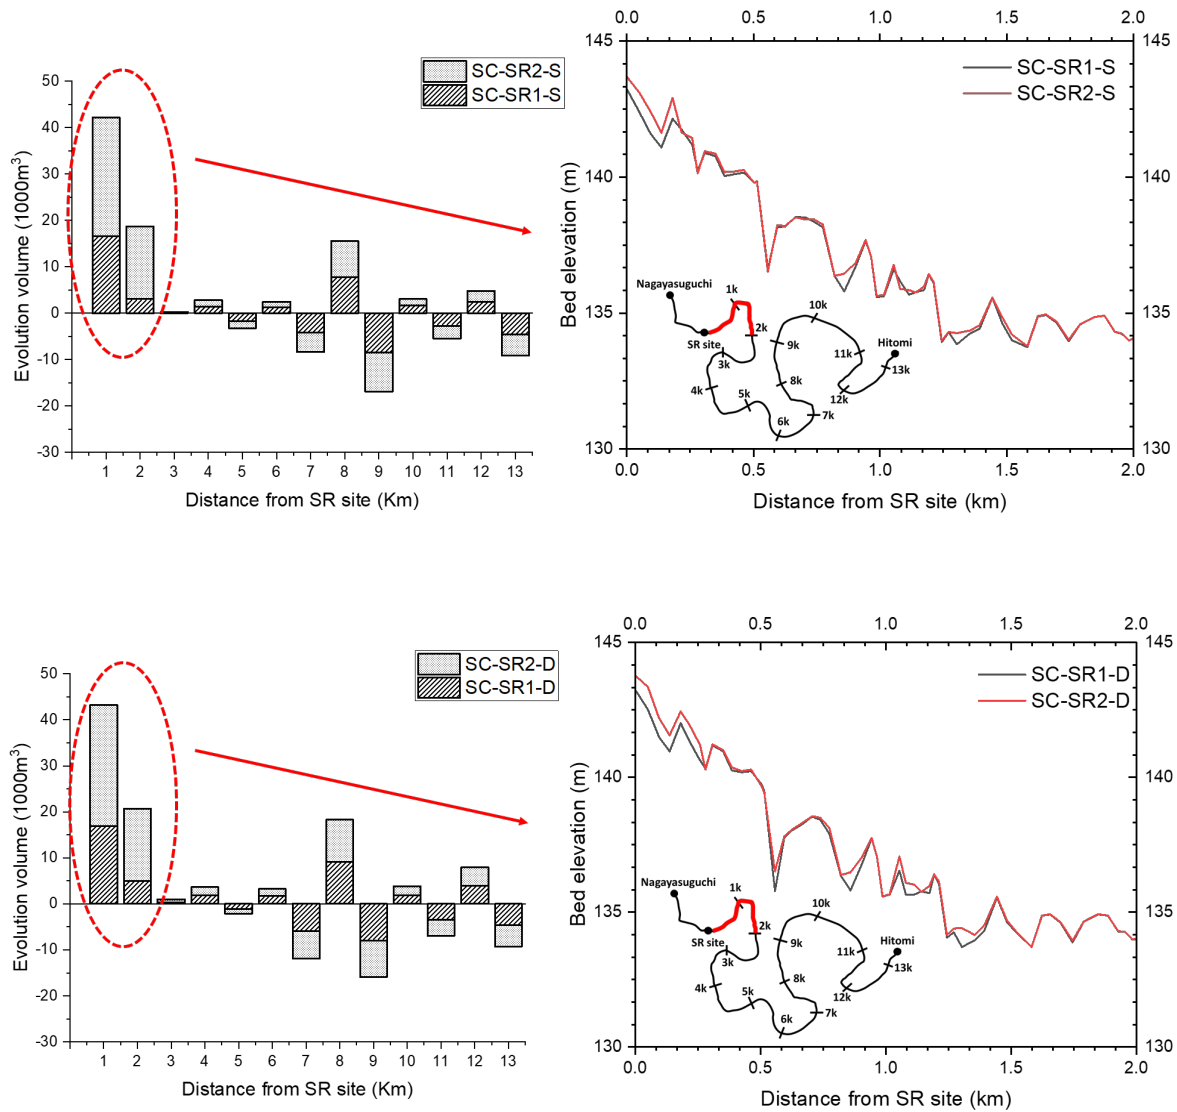 SC-SR2-S
SC-SR1-S
50
40
30
20
10
0
-10
-20
-30
Evolution volume (1000m³)
1 2 3 4 5 6 7 8 9 10 11 12 13
Distance from SR site (Km)
0.0 0.5 1.0 1.5 2.0
145
140
135
130
145
140
135
130
Bed elevation (m)
SC-SR1-S
SC-SR2-S
Nagayasuguchi
SR site
1k
2k
3k
4k
5k
6k
7k
8k
9k
10k
11k
12k
13k
Hitomi
0.0 0.5 1.0 1.5 2.0
Distance from SR site (km)
SC-SR2-D
SC-SR1-D
50
40
30
20
10
0
-10
-20
-30
Evolution volume (1000m³)
1 2 3 4 5 6 7 8 9 10 11 12 13
Distance from SR site (Km)
0.0 0.5 1.0 1.5 2.0
145
140
135
130
145
140
135
130
Bed elevation (m)
SC-SR1-D
SC-SR2-D
Nagayasuguchi
SR site
1k
2k
3k
4k
5k
6k
7k
8k
9k
10k
11k
12k
13k
Hitomi
0.0 0.5 1.0 1.5 2.0
Distance from SR site (km)